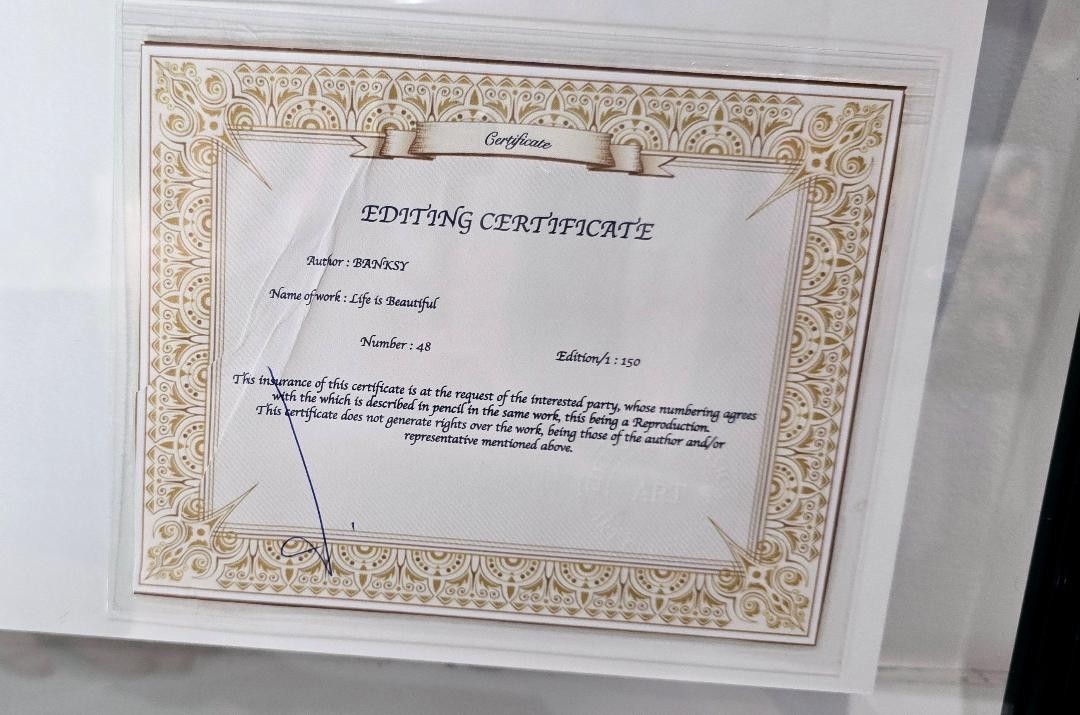 Certificate
EDITING CERTIFICATE
Author : BANKSY
Name of work : Life is Beautiful
Number : 48
Edition/1 : 150
This insurance of this certificate is at the request of the interested party, whose numbering agrees
with the which is described in pencil in the same work, this being a Reproduction.
This certificate does not generate rights over the work, being those of the author and/or
representative mentioned above.
ART